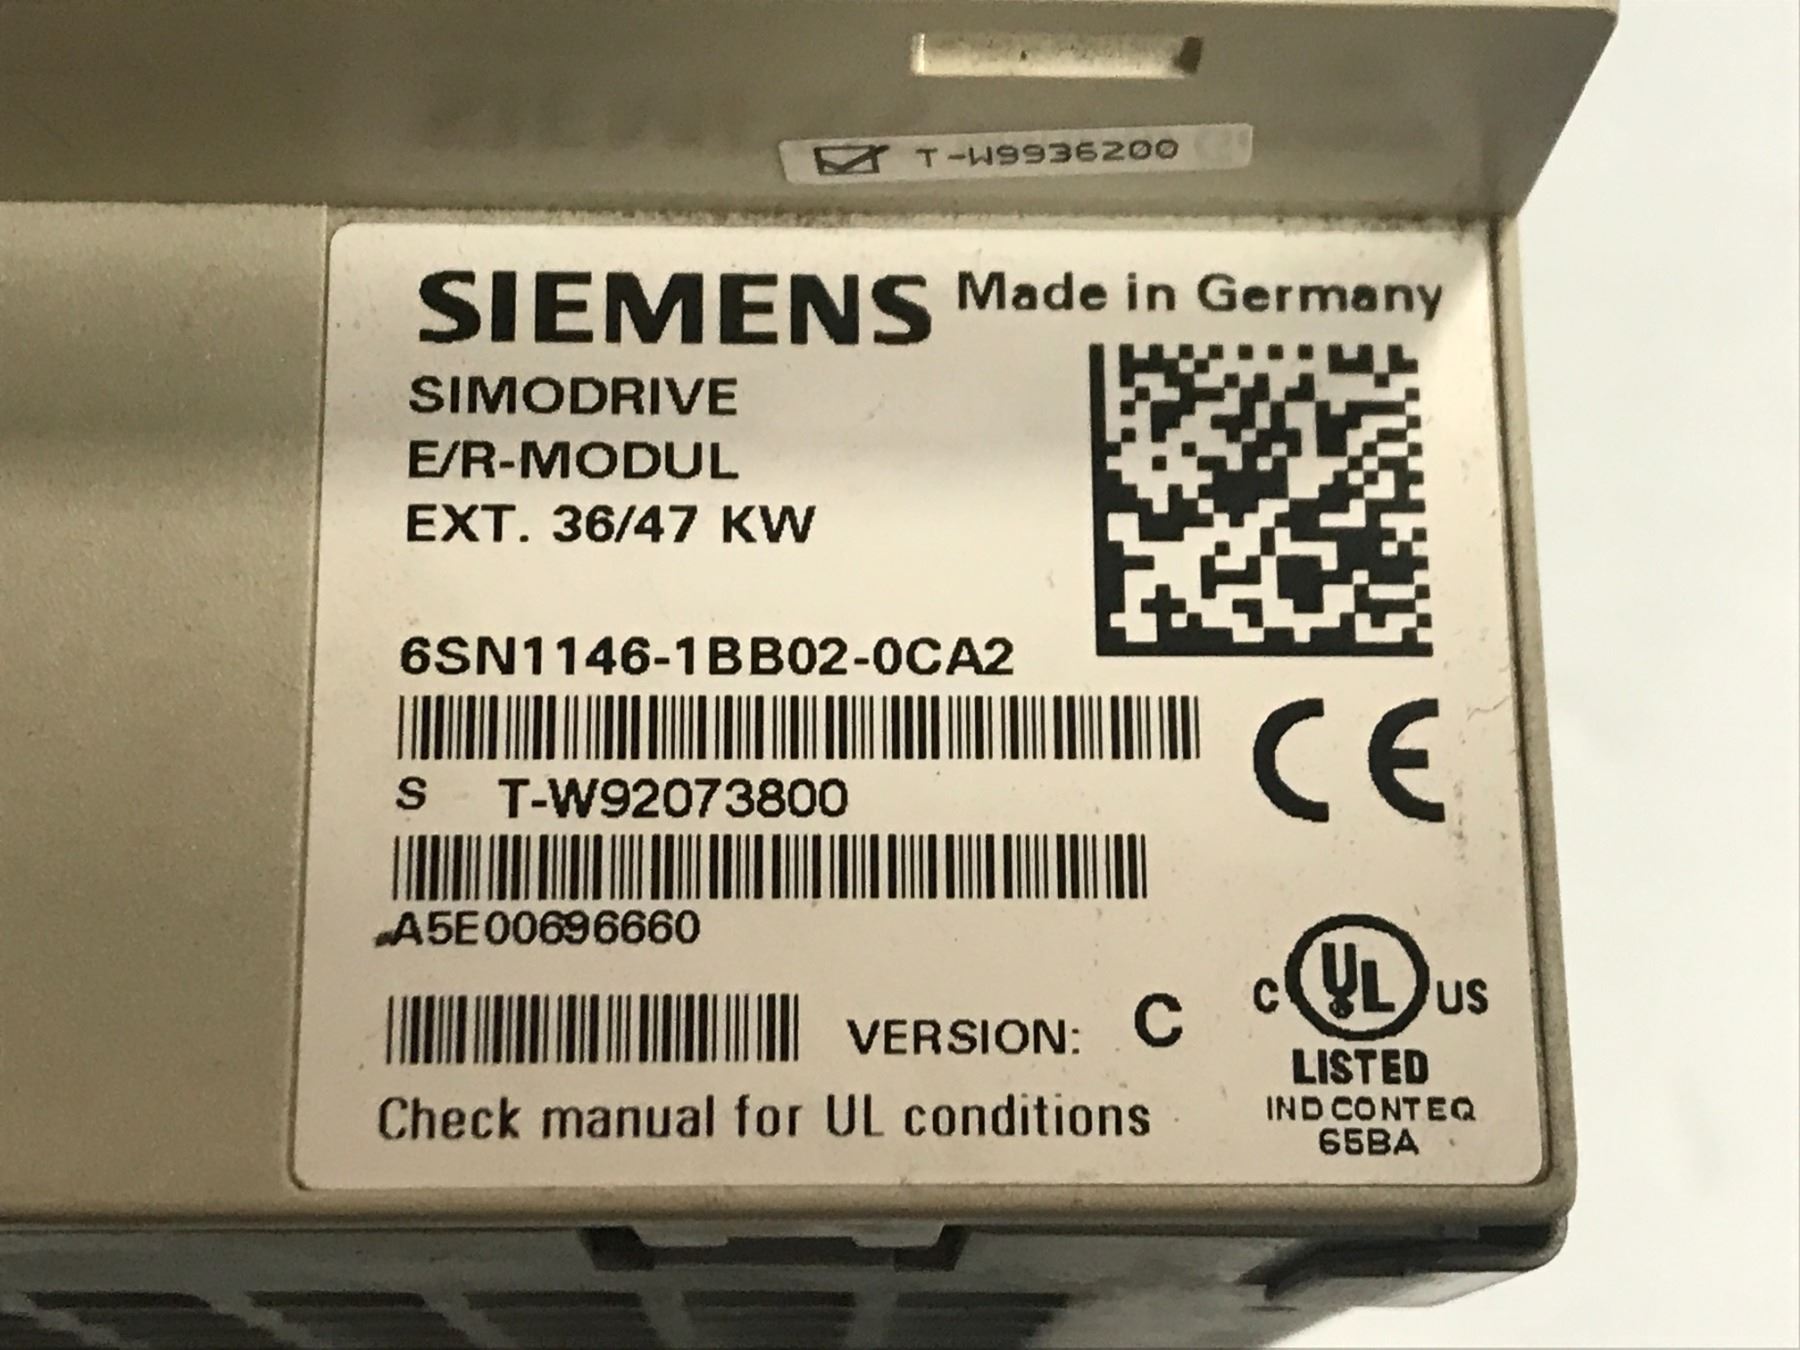 T-W9936200
SIEMENS Made in Germany
SIMODRIVE
E/R-MODUL
EXT. 36/47 KW
6SN1146-1BB02-0CA2
S T-W92073800
A5E00696660
VERSION: C
Check manual for UL conditions
CE
C UL US
LISTED
IND CONT EQ
65BA